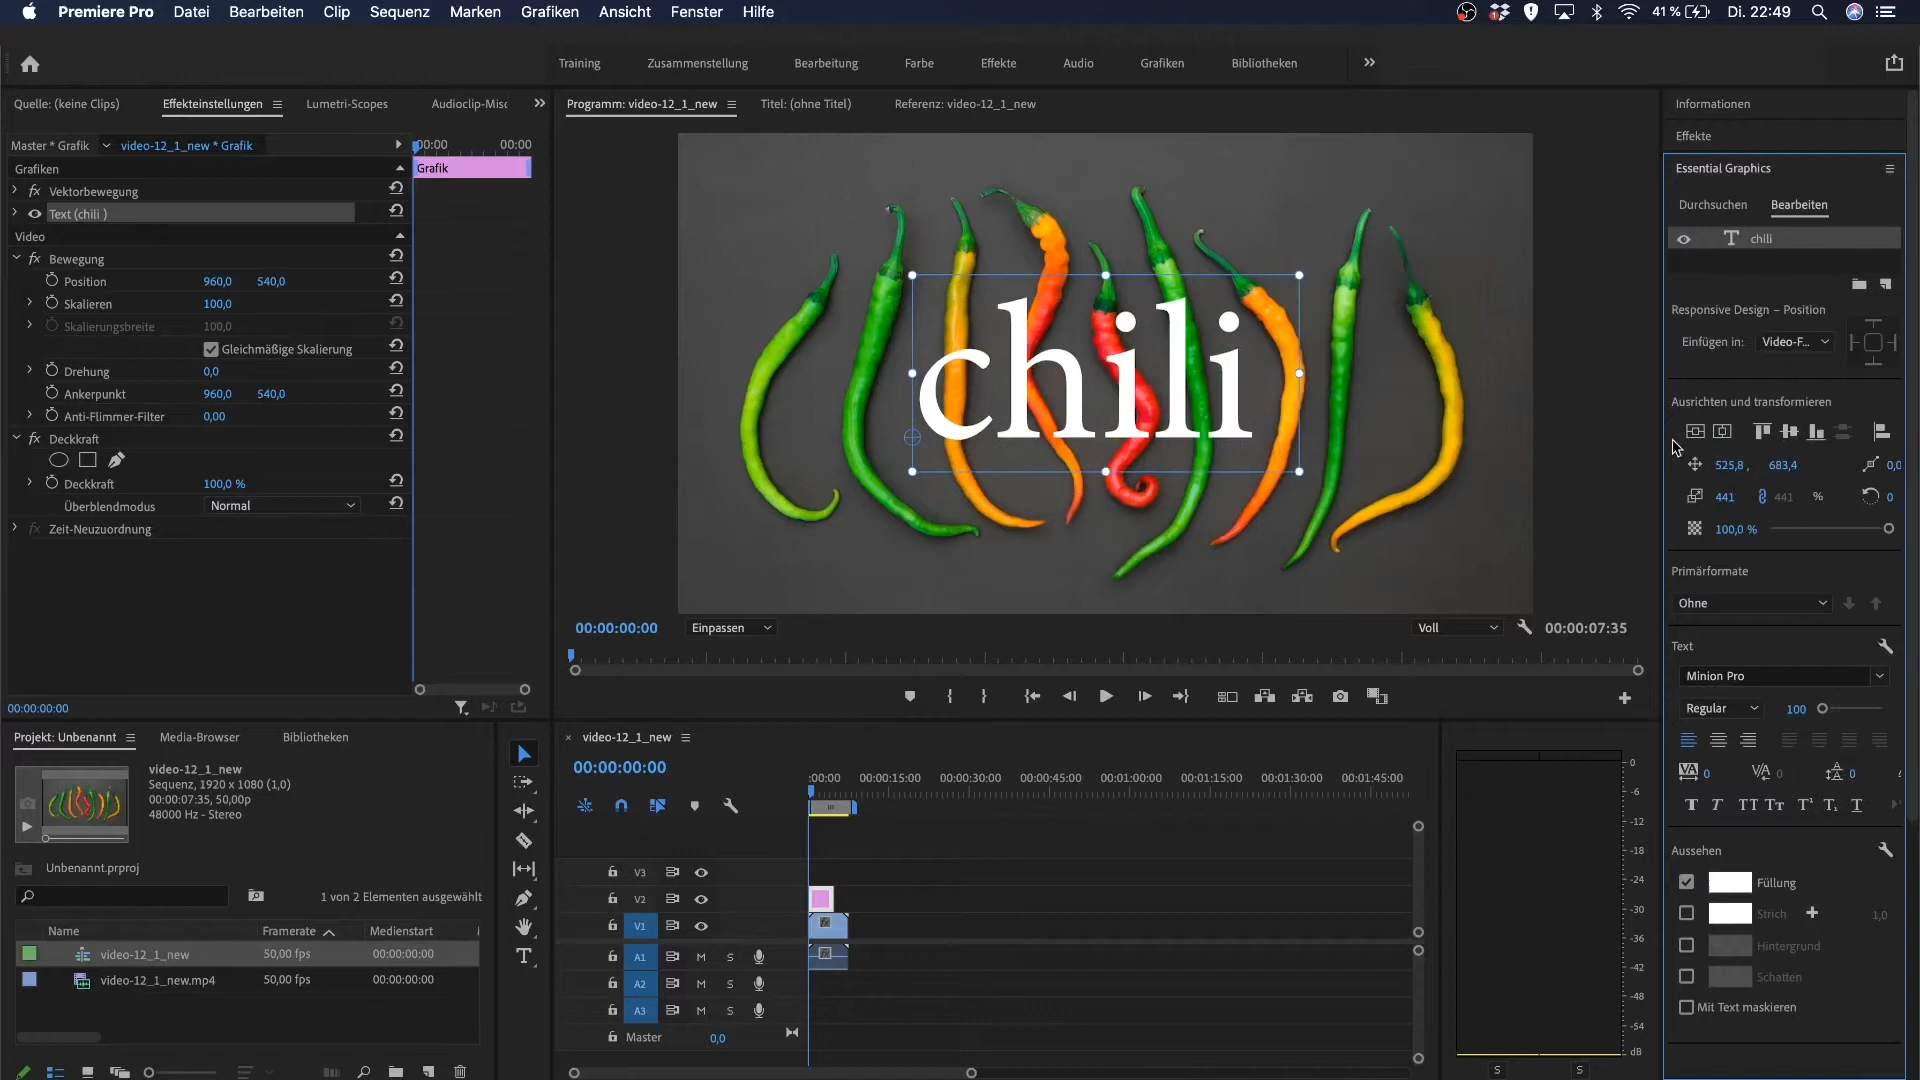 Premiere Pro Datei Bearbeiten Clip Sequenz Marken Grafiken Ansicht Fenster Hilfe 1 41 % Di. 22:49
Training Zusammenstellung Bearbeitung Farbe Effekte Audio Grafiken Bibliotheken
Quelle: (keine Clips) Effekteinstellungen Lumetri-Scopes Audioclip-Misc
Programm: video-12_1_new Titel: (ohne Titel) Referenz: video-12_1_new
Informationen
Effekte
Master * Grafik video-12_1_new * Grafik 00:00 00:00
Grafiken Grafik
fx Vektorbewegung
Text (chili )
Video
fx Bewegung
Position 960,0 540,0
Skalieren 100,0
Skalierungsbreite 100,0
Gleichmäßige Skalierung
Drehung 0,0
Ankerpunkt 960,0 540,0
Anti-Flimmer-Filter 0,00
fx Deckkraft
Deckkraft 100,0 %
Überblendmodus Normal
fx Zeit-Neuzuordnung
00:00:00:00
chili
00:00:00:00 Einpassen Voll 00:00:07:35
Essential Graphics
Durchsuchen Bearbeiten
T chili
Responsive Design – Position
Einfügen in: Video-F...
Ausrichten und transformieren
525,8 , 683,4 0,0
441 441 % 0
100,0 %
Primärformate
Ohne
Text
Minion Pro
Regular 100
VA 0 VA 0 0
T T TT Tt T¹ T₁ T
Aussehen
Füllung
Strich 1,0
Hintergrund
Schatten
Mit Text maskieren
Projekt: Unbenannt Media-Browser Bibliotheken
video-12_1_new
Sequenz, 1920 x 1080 (1,0)
00:00:07:35, 50,00p
48000 Hz - Stereo
Unbenannt.prproj
1 von 2 Elementen ausgewählt
Name Framerate Medienstart
video-12_1_new 50,00 fps 00:00:00:00
video-12_1_new.mp4 50,00 fps 00:00:00:00
× video-12_1_new
00:00:00:00
:00:00 00:00:15:00 00:00:30:00 00:00:45:00 00:01:00:00 00:01:15:00 00:01:30:00 00:01:45:00
V3
V2
V1
A1 M S
A2 M S
A3 M S
Master 0,0
0
-6
-12
-18
-24
-30
-36
-42
-48
-54
dB
S S